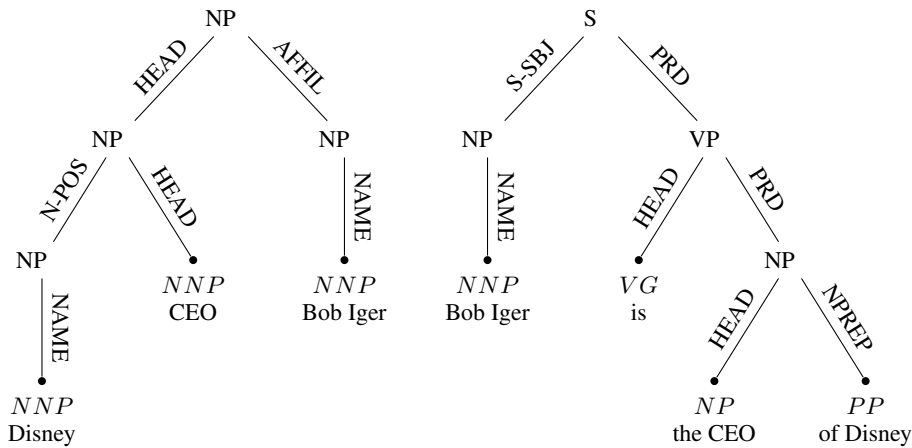 NP S
HEAD AFFIL S-SBJ PRD
NP NP NP VP
N-POS HEAD NAME NAME HEAD PRD
NP NNP NNP NNP VG NP
CEO Bob Iger Bob Iger is
NAME HEAD NPREP
NNP NP PP
Disney the CEO of Disney